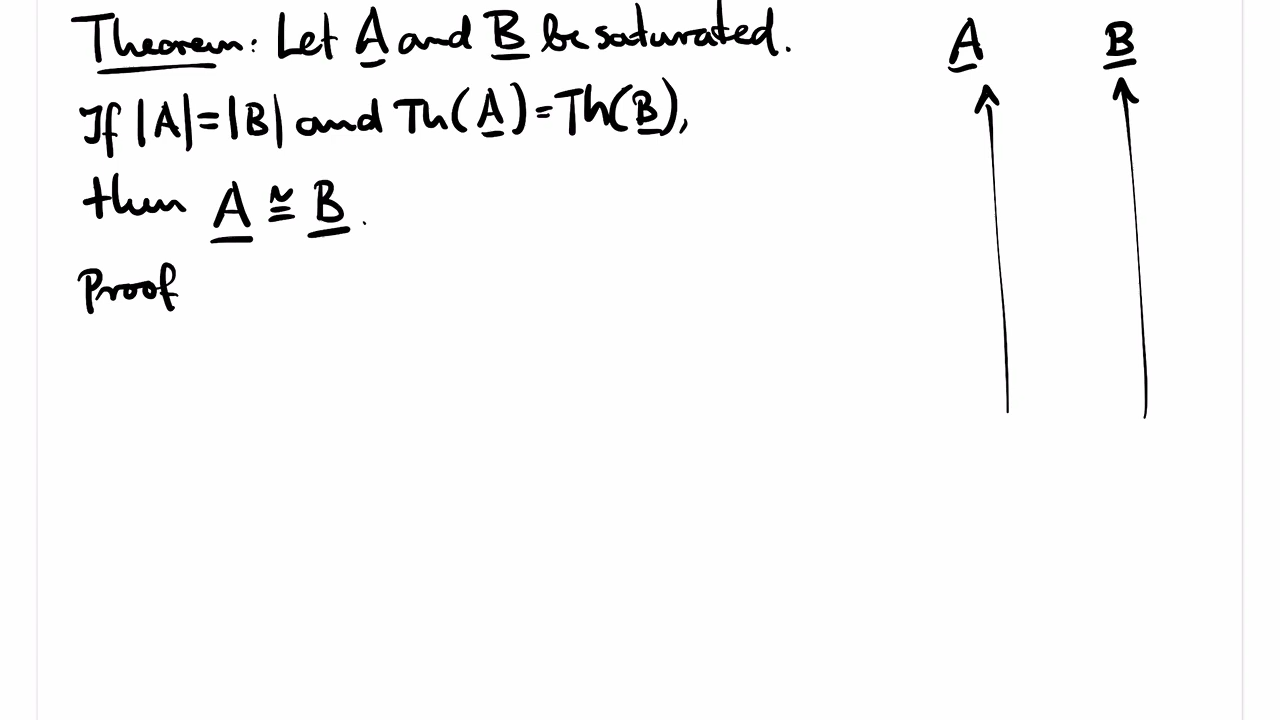 Theorem: Let A and B be saturated.
If |A|=|B| and Th(A)=Th(B),
then A ≅ B.
Proof
A B